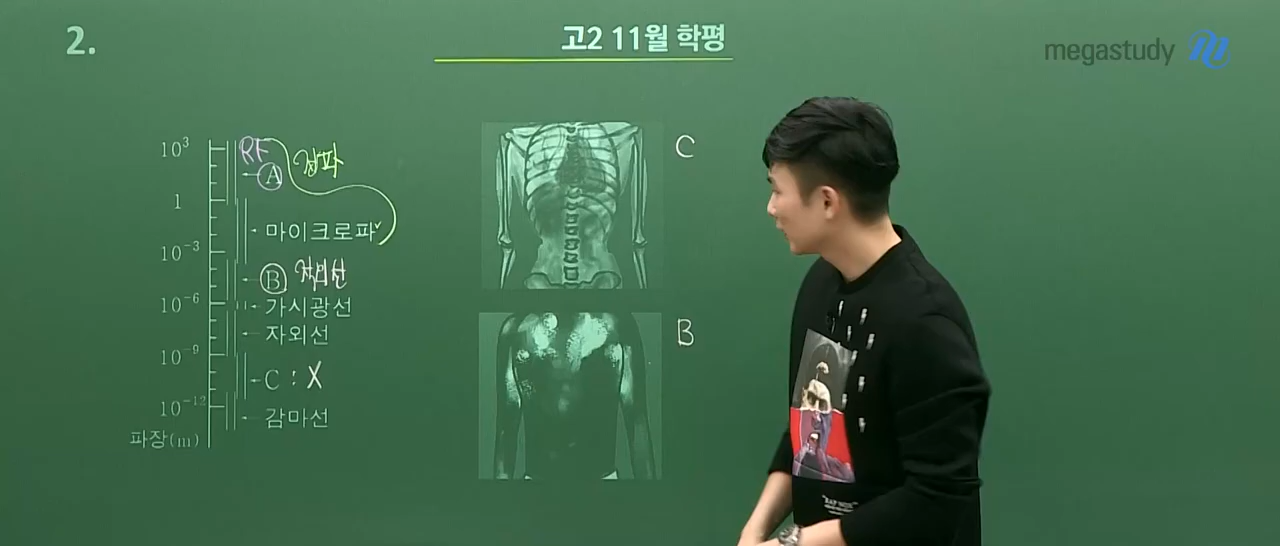 2.
고2 11월 학평
megastudy
10³
RF
전파
A
1
마이크로파
10⁻³
B 적외선
10⁻⁶
가시광선
자외선
10⁻⁹
C : X
10⁻¹²
감마선
파장(m)
C
B